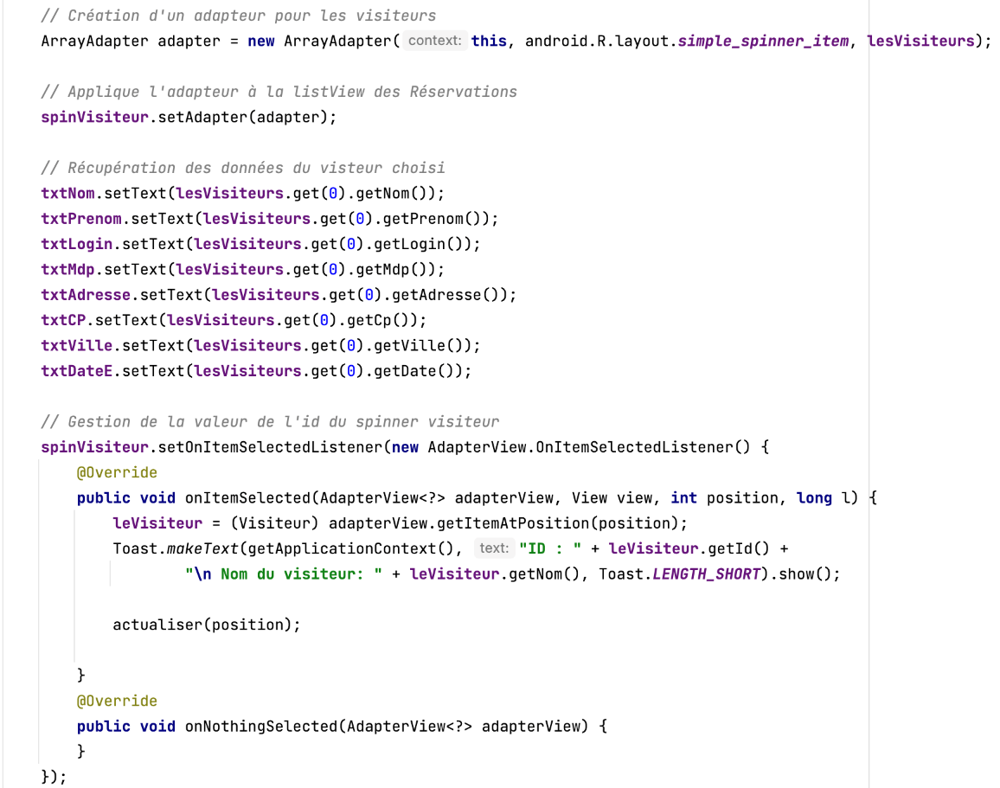 // Création d'un adapteur pour les visiteurs
ArrayAdapter adapter = new ArrayAdapter( context: this, android.R.layout.simple_spinner_item, lesVisiteurs);
// Applique l'adapteur à la listView des Réservations
spinVisiteur.setAdapter(adapter);
// Récupération des données du visteur choisi
txtNom.setText(lesVisiteurs.get(0).getNom());
txtPrenom.setText(lesVisiteurs.get(0).getPrenom());
txtLogin.setText(lesVisiteurs.get(0).getLogin());
txtMdp.setText(lesVisiteurs.get(0).getMdp());
txtAdresse.setText(lesVisiteurs.get(0).getAdresse());
txtCP.setText(lesVisiteurs.get(0).getCp());
txtVille.setText(lesVisiteurs.get(0).getVille());
txtDateE.setText(lesVisiteurs.get(0).getDate());
// Gestion de la valeur de l'id du spinner visiteur
spinVisiteur.setOnItemSelectedListener(new AdapterView.OnItemSelectedListener() {
@Override
public void onItemSelected(AdapterView<?> adapterView, View view, int position, long l) {
leVisiteur = (Visiteur) adapterView.getItemAtPosition(position);
Toast.makeText(getApplicationContext(), text: "ID : " + leVisiteur.getId() +
"\n Nom du visiteur: " + leVisiteur.getNom(), Toast.LENGTH_SHORT).show();
actualiser(position);
}
@Override
public void onNothingSelected(AdapterView<?> adapterView) {
}
});